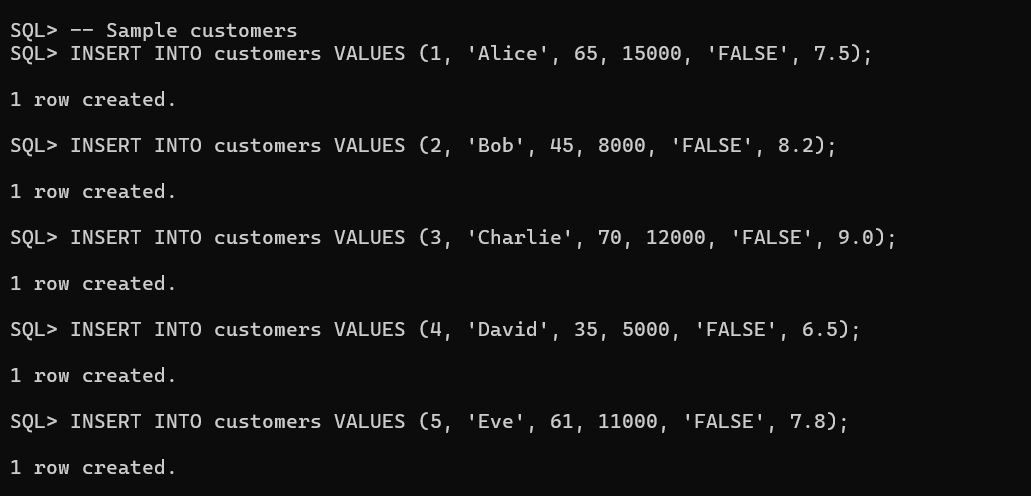 SQL> -- Sample customers
SQL> INSERT INTO customers VALUES (1, 'Alice', 65, 15000, 'FALSE', 7.5);
1 row created.
SQL> INSERT INTO customers VALUES (2, 'Bob', 45, 8000, 'FALSE', 8.2);
1 row created.
SQL> INSERT INTO customers VALUES (3, 'Charlie', 70, 12000, 'FALSE', 9.0);
1 row created.
SQL> INSERT INTO customers VALUES (4, 'David', 35, 5000, 'FALSE', 6.5);
1 row created.
SQL> INSERT INTO customers VALUES (5, 'Eve', 61, 11000, 'FALSE', 7.8);
1 row created.